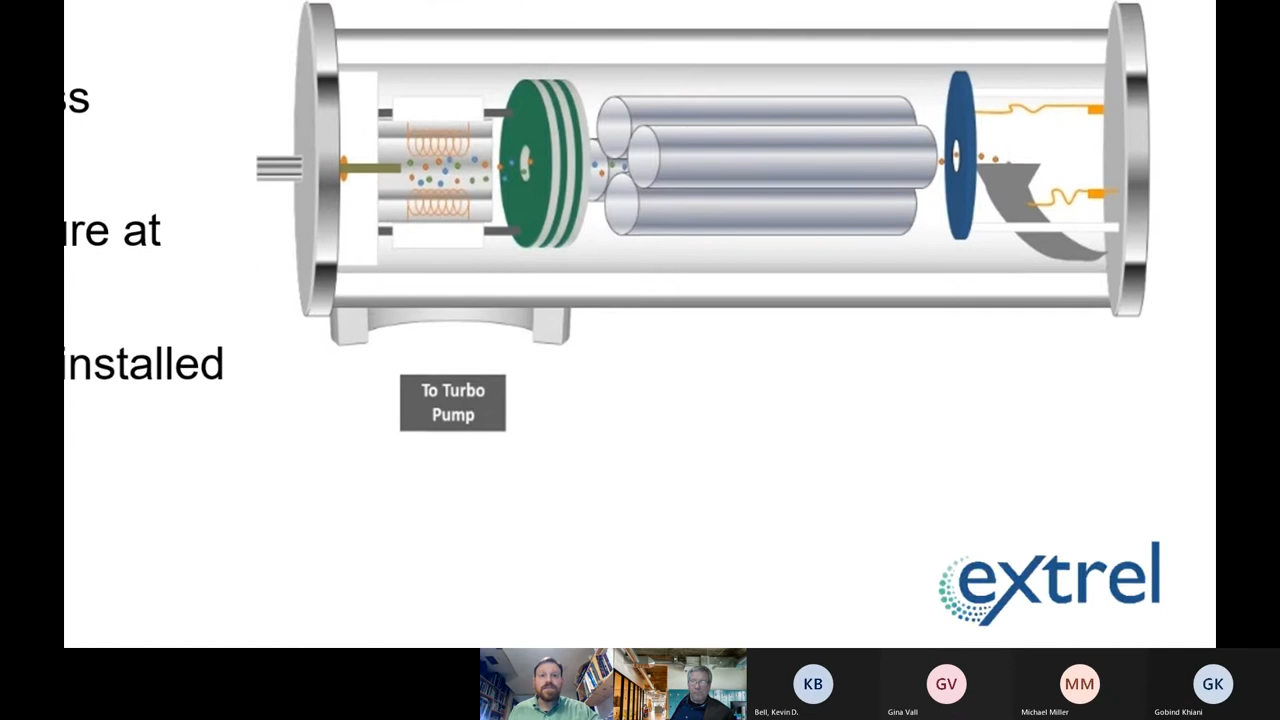 ss
ure at
installed
To Turbo
Pump
extrel
KB
GV
MM
GK
Bell, Kevin D.
Gina Vall
Michael Miller
Gobind Khiani